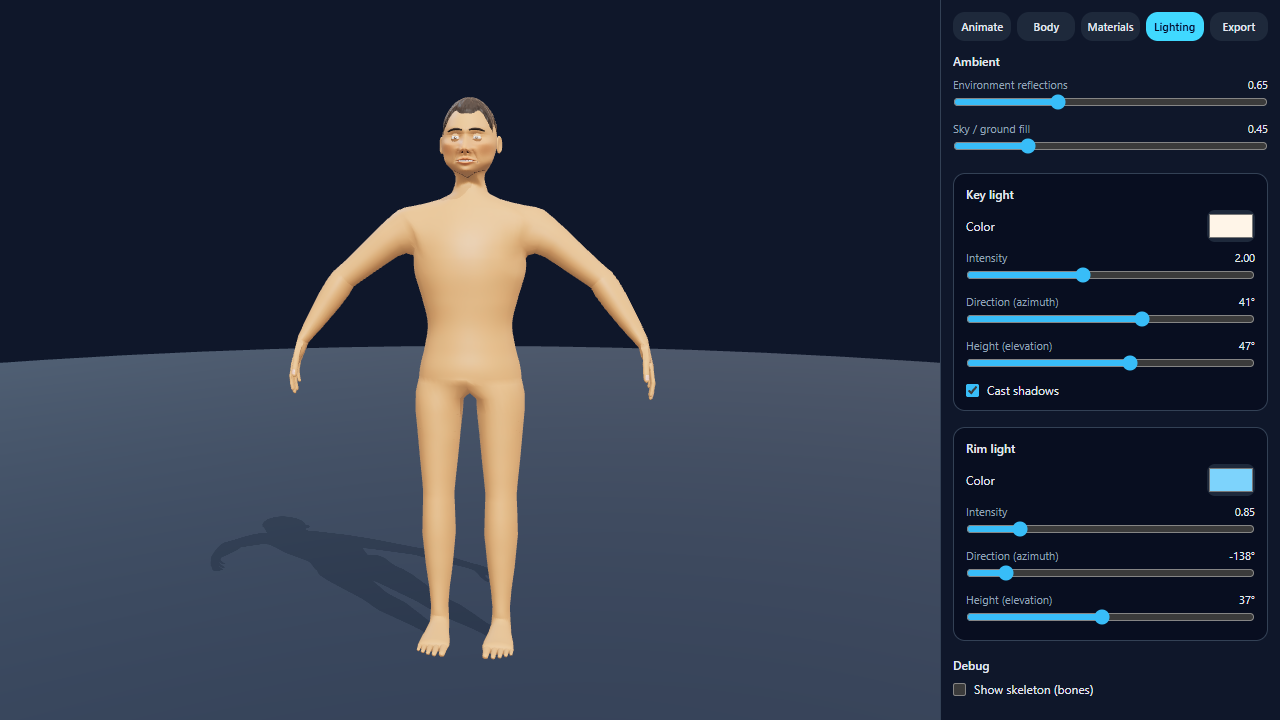 Animate Body Materials Lighting Export
Ambient
Environment reflections 0.65
Sky / ground fill 0.45
Key light
Color
Intensity 2.00
Direction (azimuth) 41°
Height (elevation) 47°
Cast shadows
Rim light
Color
Intensity 0.85
Direction (azimuth) -138°
Height (elevation) 37°
Debug
Show skeleton (bones)